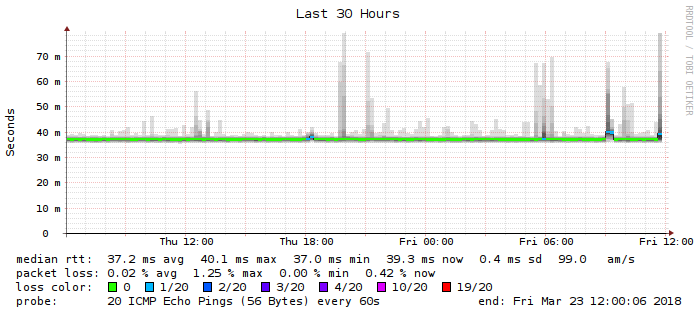 Last 30 Hours
RRDTOOL / TOBI OETIKER
Seconds
70 m
60 m
50 m
40 m
30 m
20 m
10 m
0
Thu 12:00 Thu 18:00 Fri 00:00 Fri 06:00 Fri 12:00
median rtt: 37.2 ms avg 40.1 ms max 37.0 ms min 39.3 ms now 0.4 ms sd 99.0 am/s
packet loss: 0.02 % avg 1.25 % max 0.00 % min 0.42 % now
loss color: 0 1/20 2/20 3/20 4/20 10/20 19/20
probe: 20 ICMP Echo Pings (56 Bytes) every 60s end: Fri Mar 23 12:00:06 2018